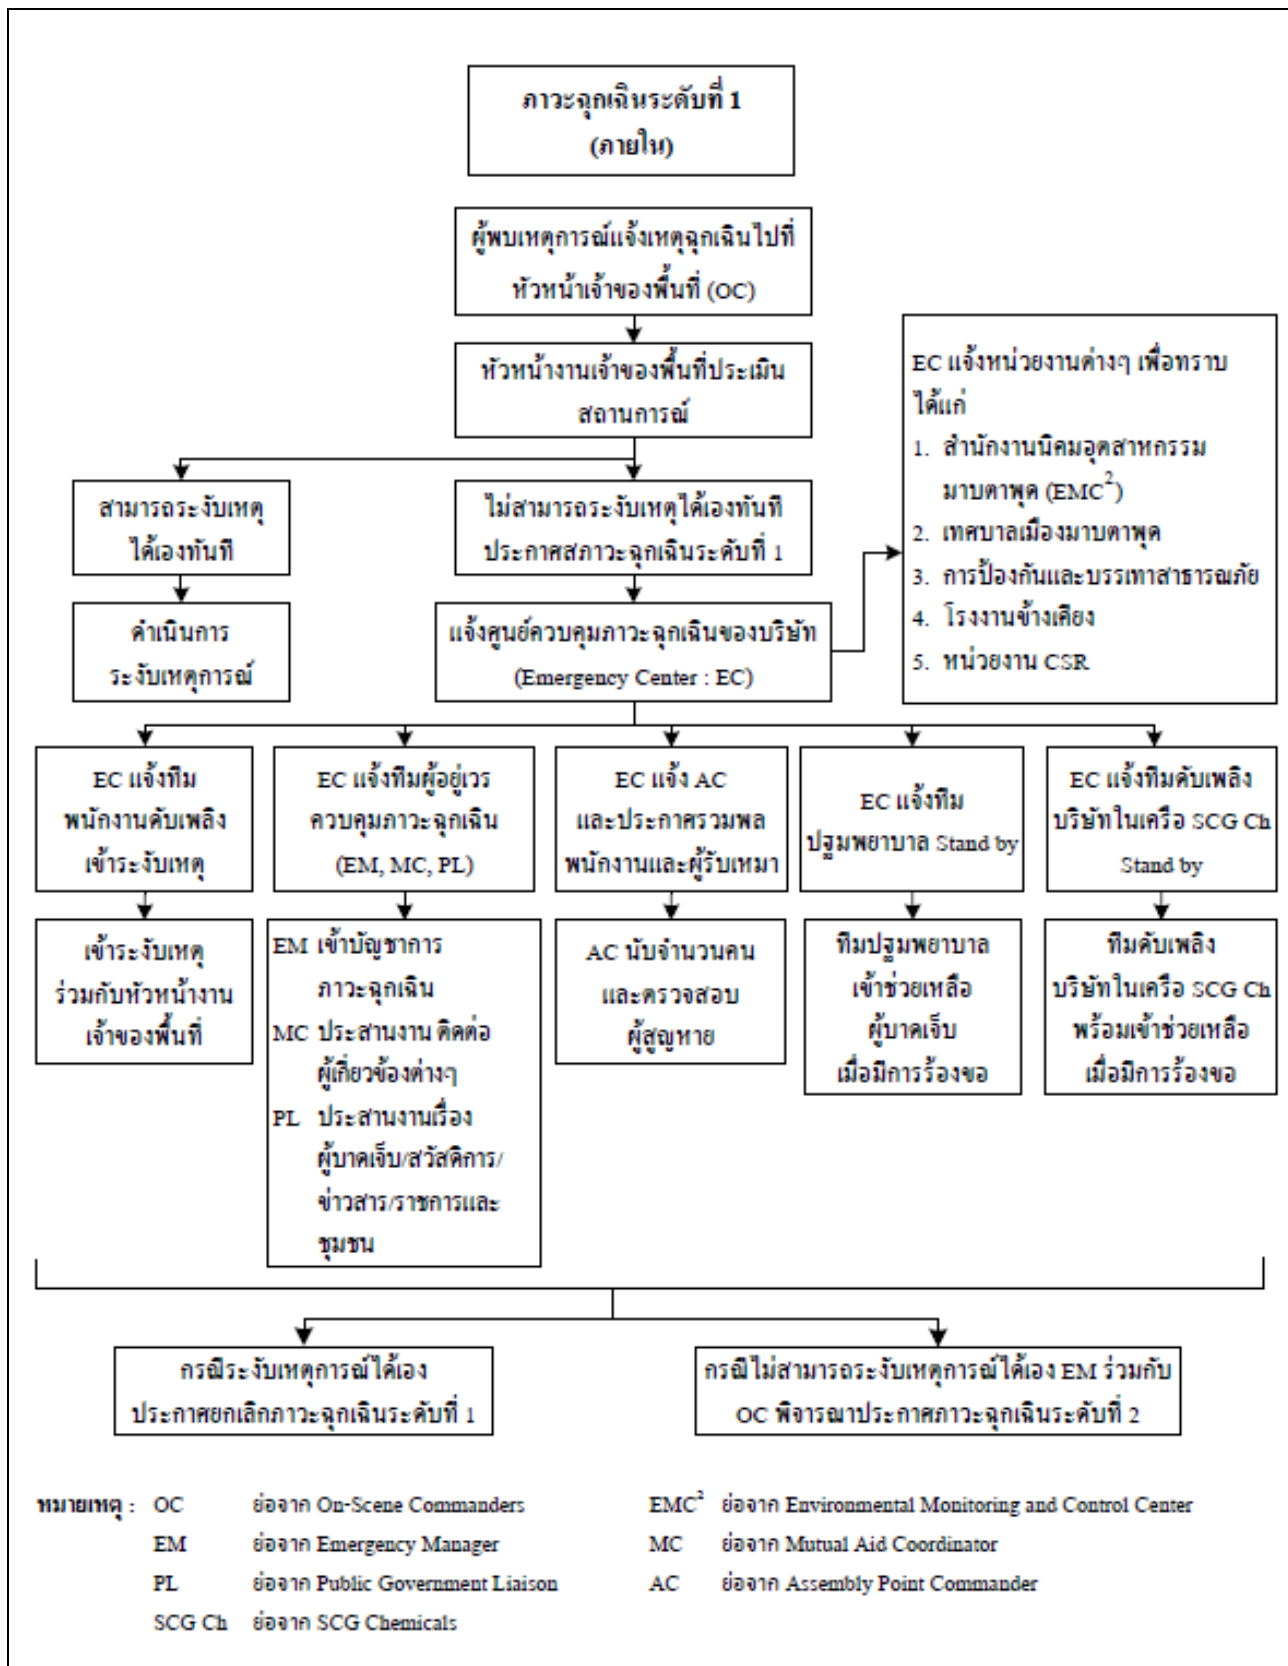 ภาวะฉุกเฉินระดับที่ 1
(ภายใน)
ผู้พบเหตุการณ์แจ้งเหตุฉุกเฉินไปที่
หัวหน้าเจ้าของพื้นที่ (OC)
หัวหน้างานเจ้าของพื้นที่ประเมิน
สถานการณ์
EC แจ้งหน่วยงานต่างๆ เพื่อทราบ
ได้แก่
1. สำนักงานนิคมอุตสาหกรรม
มาบตาพุด (EMC²)
2. เทศบาลเมืองมาบตาพุด
3. การป้องกันและบรรเทาสาธารณภัย
4. โรงงานข้างเคียง
5. หน่วยงาน CSR
สามารถระงับเหตุ
ได้เองทันที
ไม่สามารถระงับเหตุได้เองทันที
ประกาศสภาวะฉุกเฉินระดับที่ 1
ดำเนินการ
ระงับเหตุการณ์
แจ้งศูนย์ควบคุมภาวะฉุกเฉินของบริษัท
(Emergency Center : EC)
EC แจ้งทีม
พนักงานดับเพลิง
เข้าระงับเหตุ
EC แจ้งทีมผู้อยู่เวร
ควบคุมภาวะฉุกเฉิน
(EM, MC, PL)
EC แจ้ง AC
และประกาศรวมพล
พนักงานและผู้รับเหมา
EC แจ้งทีม
ปฐมพยาบาล Stand by
EC แจ้งทีมดับเพลิง
บริษัทในเครือ SCG Ch
Stand by
เข้าระงับเหตุ
ร่วมกับหัวหน้างาน
เจ้าของพื้นที่
EM เข้าบัญชาการ
ภาวะฉุกเฉิน
MC ประสานงาน ติดต่อ
ผู้เกี่ยวข้องต่างๆ
PL ประสานงานเรื่อง
ผู้บาดเจ็บ/สวัสดิการ/
ข่าวสาร/ราชการและ
ชุมชน
AC นับจำนวนคน
และตรวจสอบ
ผู้สูญหาย
ทีมปฐมพยาบาล
เข้าช่วยเหลือ
ผู้บาดเจ็บ
เมื่อมีการร้องขอ
ทีมดับเพลิง
บริษัทในเครือ SCG Ch
พร้อมเข้าช่วยเหลือ
เมื่อมีการร้องขอ
กรณีระงับเหตุการณ์ได้เอง
ประกาศยกเลิกภาวะฉุกเฉินระดับที่ 1
กรณีไม่สามารถระงับเหตุการณ์ได้เอง EM ร่วมกับ
OC พิจารณาประกาศภาวะฉุกเฉินระดับที่ 2
หมายเหตุ : OC ย่อจาก On-Scene Commanders EMC² ย่อจาก Environmental Monitoring and Control Center
EM ย่อจาก Emergency Manager MC ย่อจาก Mutual Aid Coordinator
PL ย่อจาก Public Government Liaison AC ย่อจาก Assembly Point Commander
SCG Ch ย่อจาก SCG Chemicals